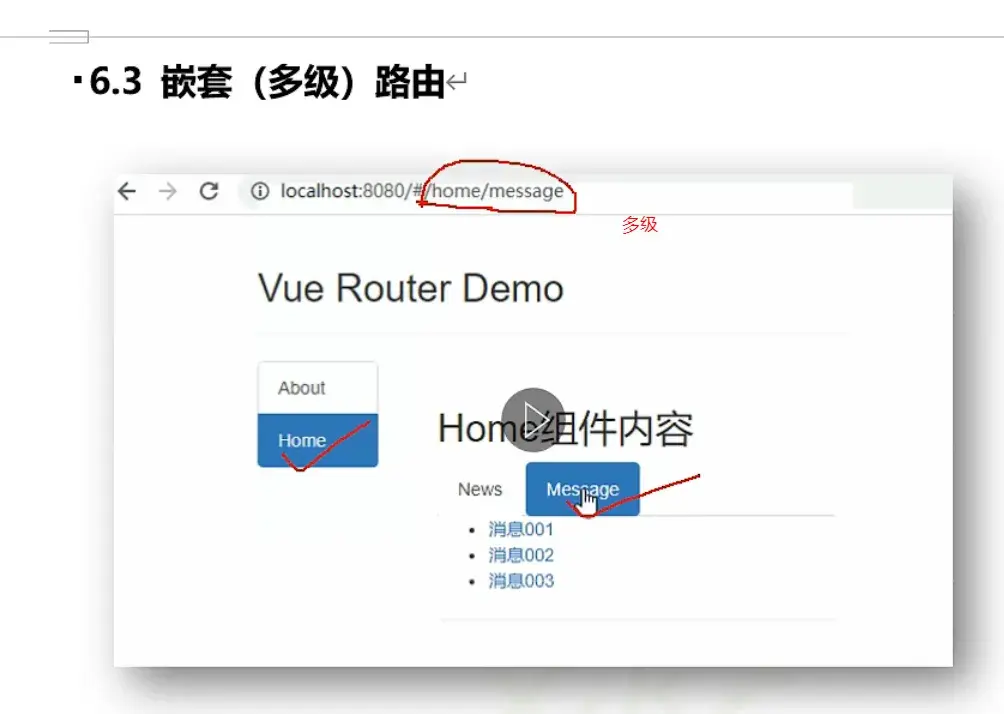 6.3 嵌套（多级）路由
localhost:8080/#/home/message
多级
Vue Router Demo
About
Home
Home组件内容
News
Message
消息001
消息002
消息003